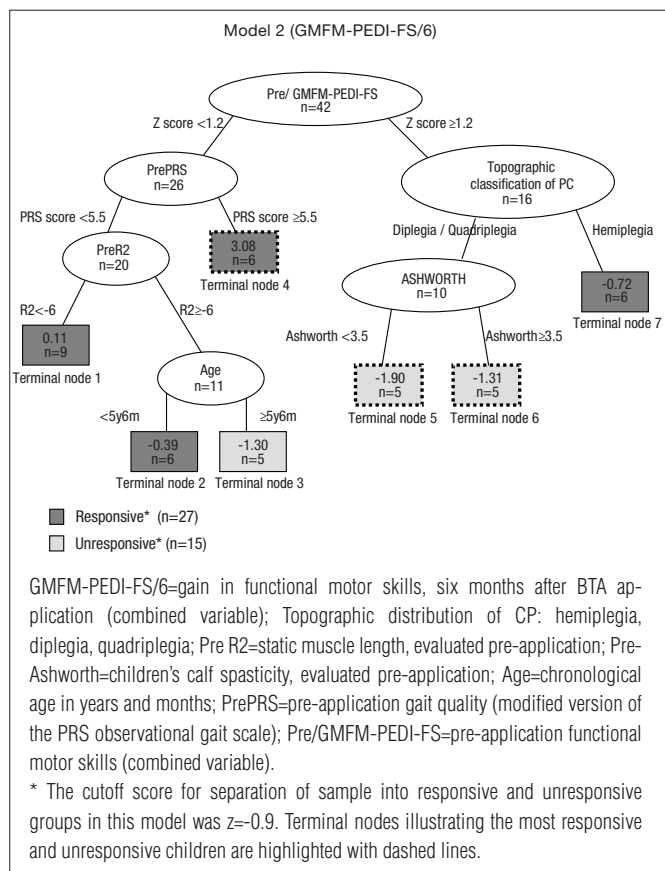 Model 2 (GMFM-PEDI-FS/6)
Pre/ GMFM-PEDI-FS
n=42
Z score <1.2
Z score ≥1.2
PrePRS
n=26
Topographic
classification of PC
n=16
PRS score <5.5
PRS score ≥5.5
Diplegia / Quadriplegia
Hemiplegia
PreR2
n=20
3.08
n=6
Terminal node 4
ASHWORTH
n=10
-0.72
n=6
Terminal node 7
R2<-6
R2≥-6
Ashworth <3.5
Ashworth≥3.5
0.11
n=9
Terminal node 1
Age
n=11
-1.90
n=5
Terminal node 5
-1.31
n=5
Terminal node 6
<5y6m
≥5y6m
-0.39
n=6
Terminal node 2
-1.30
n=5
Terminal node 3
Responsive* (n=27)
Unresponsive* (n=15)
GMFM-PEDI-FS/6=gain in functional motor skills, six months after BTA ap-
plication (combined variable); Topographic distribution of CP: hemiplegia,
diplegia, quadriplegia; Pre R2=static muscle length, evaluated pre-application; Pre-
Ashworth=children's calf spasticity, evaluated pre-application; Age=chronological
age in years and months; PrePRS=pre-application gait quality (modified version of
the PRS observational gait scale); Pre/GMFM-PEDI-FS=pre-application functional
motor skills (combined variable).
* The cutoff score for separation of sample into responsive and unresponsive
groups in this model was z=-0.9. Terminal nodes illustrating the most responsive
and unresponsive children are highlighted with dashed lines.